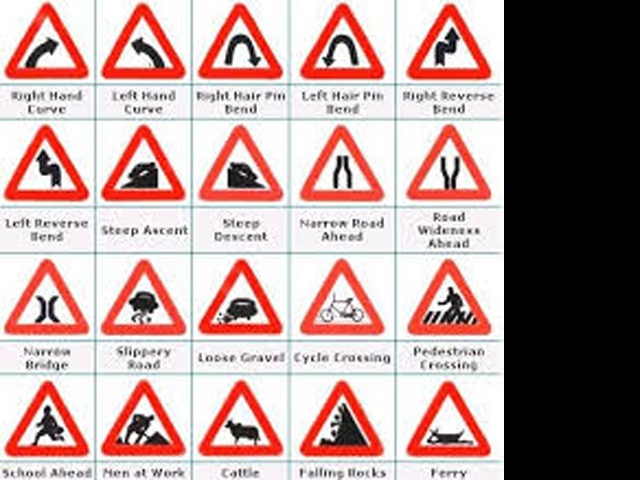 Right Hand
Curve
Left Hand
Curve
Right Hair Pin
Bend
Left Hair Pin
Bend
Right Reverse
Bend
Left Reverse
Bend
Steep Ascent
Steep
Descent
Narrow Road
Ahead
Road
Wideness
Ahead
Narrow
Bridge
Slippery
Road
Loose Gravel
Cycle Crossing
Pedestrian
Crossing
School Ahead
Men at Work
Cattle
Falling Rocks
Ferry